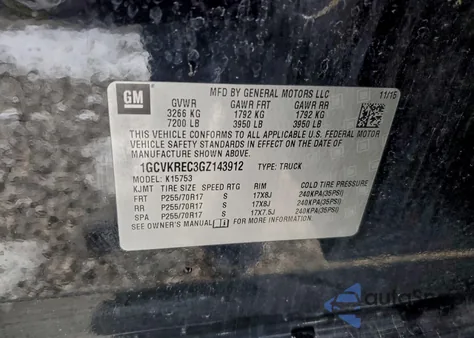 GM
MFD BY GENERAL MOTORS LLC
11/15
GVWR GAWR FRT GAWR RR
3266 KG 1792 KG 1792 KG
7200 LB 3950 LB 3950 LB
THIS VEHICLE CONFORMS TO ALL APPLICABLE U.S. FEDERAL MOTOR
VEHICLE SAFETY STANDARDS IN EFFECT ON THE DATE OF
MANUFACTURE SHOWN ABOVE.
1GCVKREC3GZ143912 TYPE: TRUCK
MODEL: K15753
KJMT TIRE SIZE SPEED RTG RIM COLD TIRE PRESSURE
FRT P255/70R17 S 17X8J 240KPA(35PSI)
RR P255/70R17 S 17X8J 240KPA(35PSI)
SPA P255/70R17 S 17X7.5J 240KPA(35PSI)
SEE OWNER'S MANUAL FOR MORE INFORMATION.